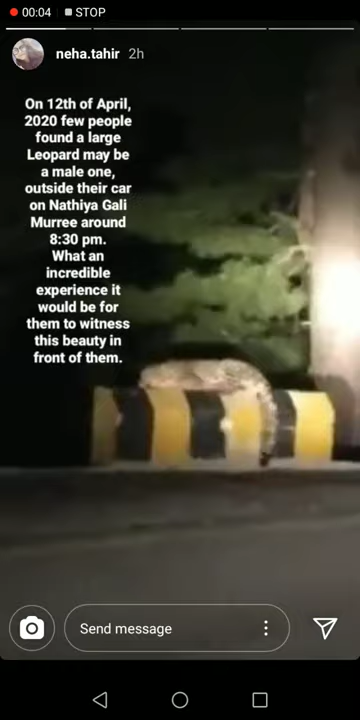 00:04 STOP
neha.tahir 2h
On 12th of April,
2020 few people
found a large
Leopard may be
a male one,
outside their car
on Nathiya Gali
Murree around
8:30 pm.
What an
incredible
experience it
would be for
them to witness
this beauty in
front of them.
Send message